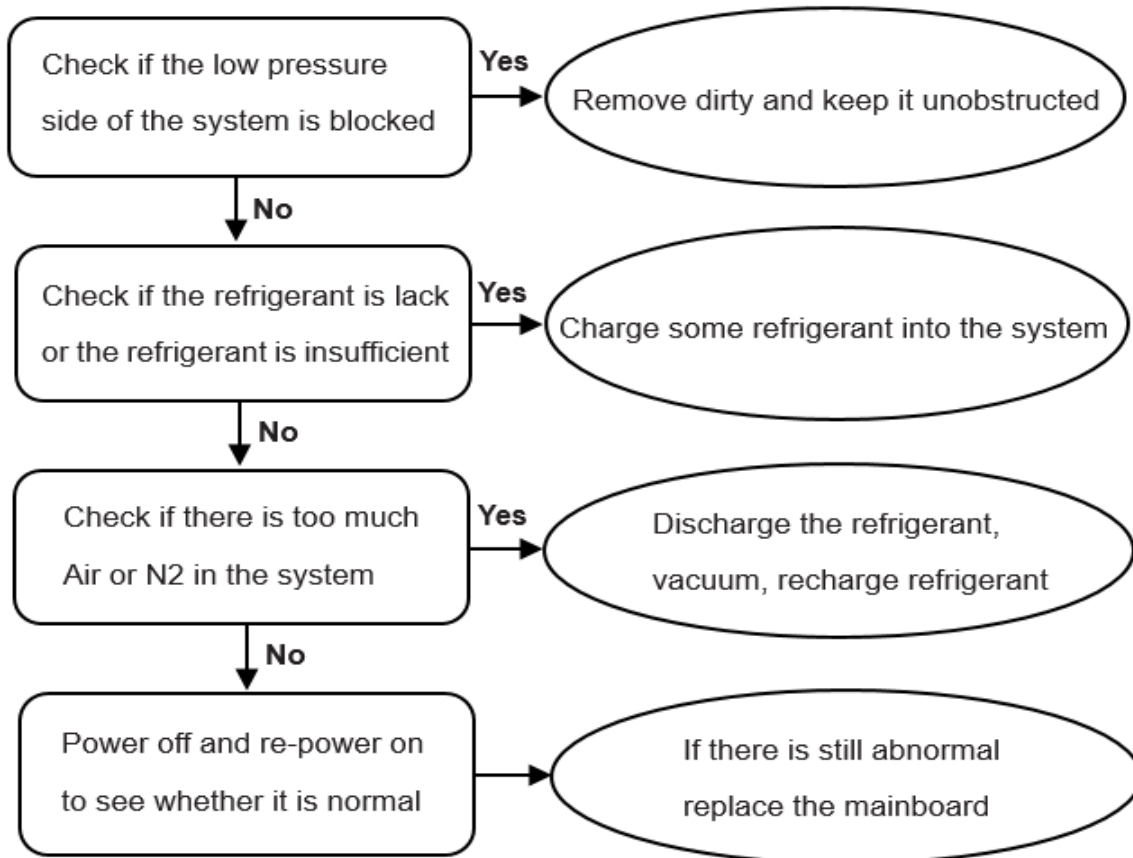 Check if the low pressure
side of the system is blocked
Yes
Remove dirty and keep it unobstructed
No
Check if the refrigerant is lack
or the refrigerant is insufficient
Yes
Charge some refrigerant into the system
No
Check if there is too much
Air or N2 in the system
Yes
Discharge the refrigerant,
vacuum, recharge refrigerant
No
Power off and re-power on
to see whether it is normal
If there is still abnormal
replace the mainboard